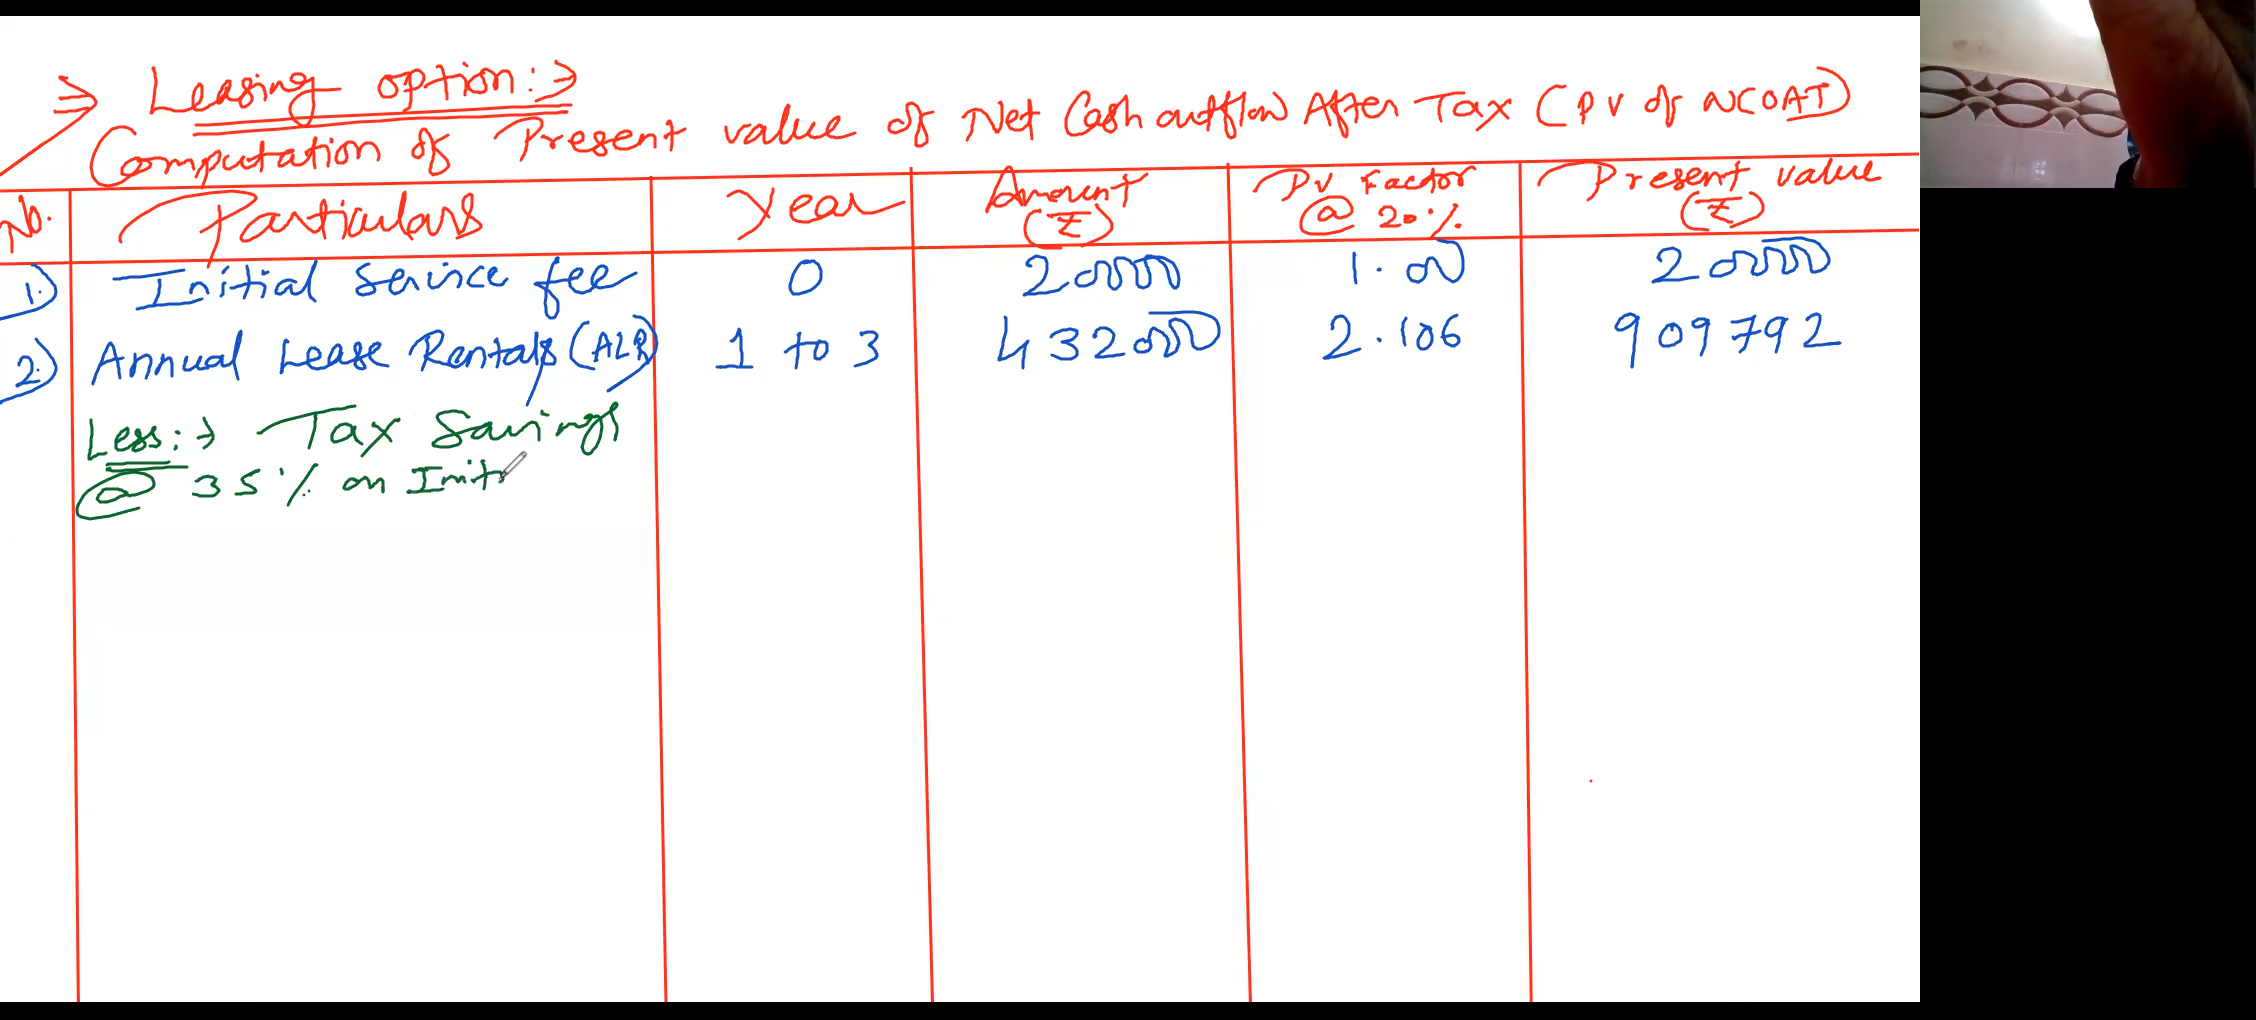 ⇒ Leasing option:⇒
Computation of Present value of Net Cash outflow After Tax (PV of NCOAT)
No. Particulars Year Amount (₹) PV Factor @ 20% Present value (₹)
1.) Initial Service fee 0 20000 1.00 20000
2.) Annual Lease Rentals (ALR) 1 to 3 432000 2.106 909792
Less:→ Tax Savings
@ 35% on Init